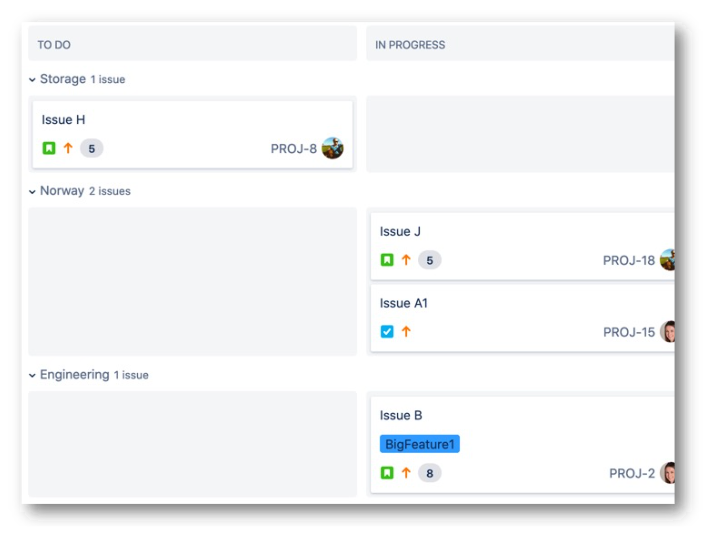 TO DO
IN PROGRESS
Storage 1 issue
Issue H
5
PROJ-8
Norway 2 issues
Issue J
5
PROJ-18
Issue A1
PROJ-15
Engineering 1 issue
Issue B
BigFeature1
8
PROJ-2